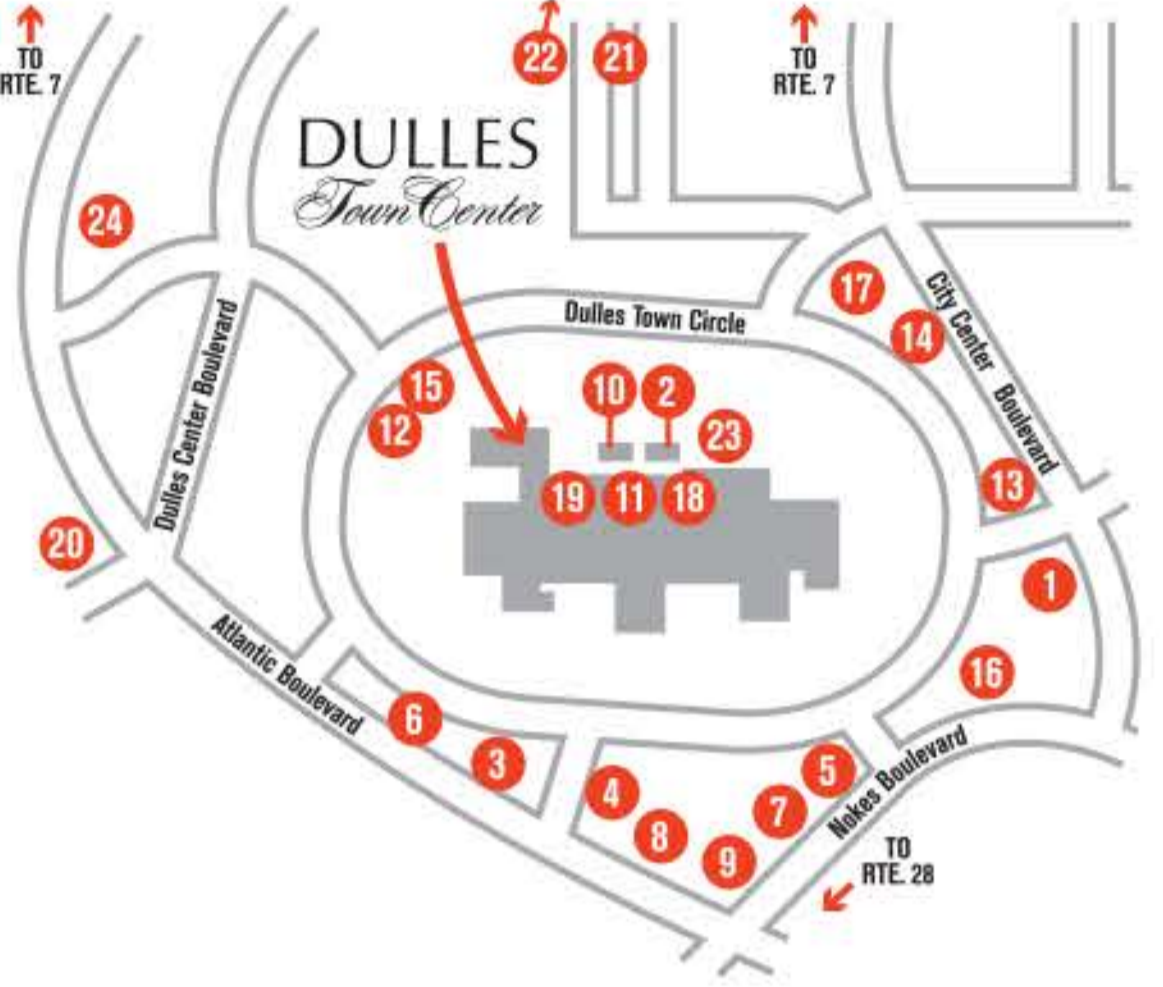 TO
RTE. 7
22
21
TO
RTE. 7
DULLES
Town Center
24
17
14
City Center Boulevard
Dulles Town Circle
Dulles Center Boulevard
15
12
10
2
23
19
11
18
13
20
1
16
Atlantic Boulevard
6
3
4
8
9
7
5
Nokes Boulevard
TO
RTE. 28